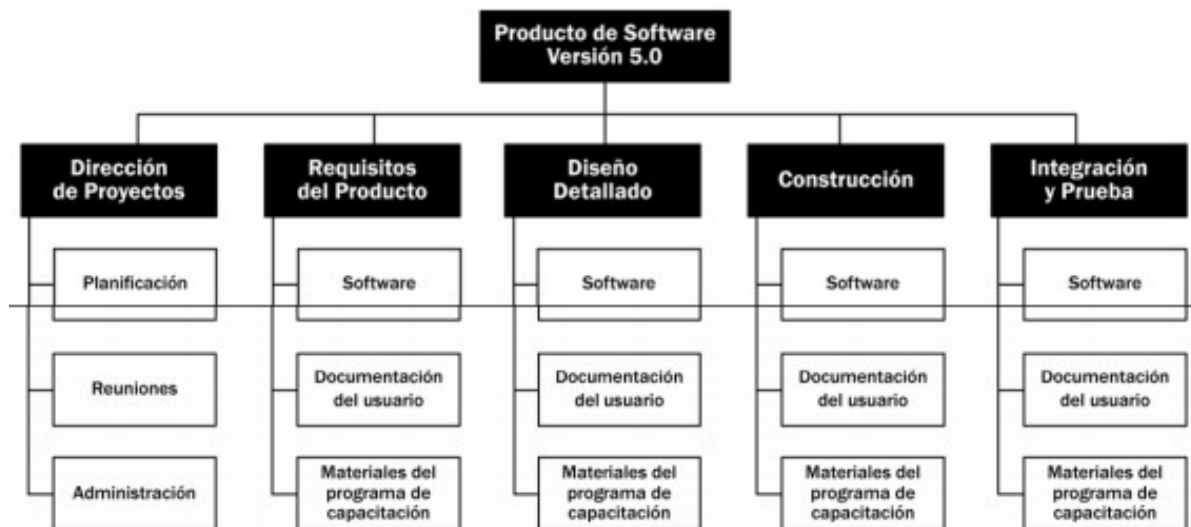 Producto de Software
Versión 5.0
Dirección
de Proyectos
Requisitos
del Producto
Diseño
Detallado
Construcción
Integración
y Prueba
Planificación
Software
Software
Software
Software
Reuniones
Documentación
del usuario
Documentación
del usuario
Documentación
del usuario
Documentación
del usuario
Administración
Materiales del
programa de
capacitación
Materiales del
programa de
capacitación
Materiales del
programa de
capacitación
Materiales del
programa de
capacitación